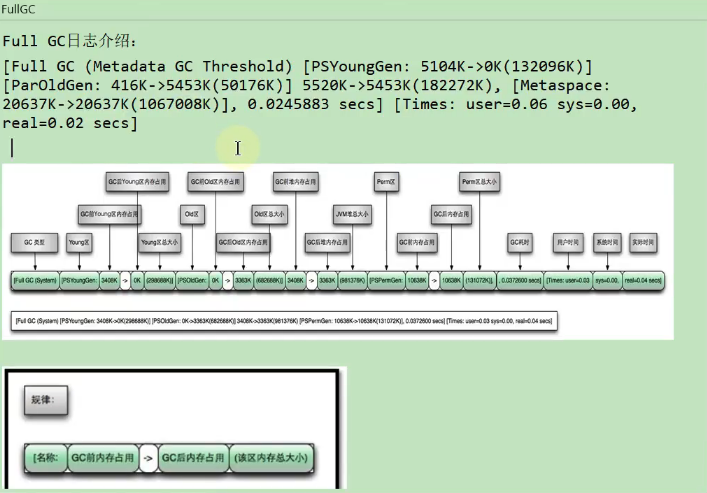 FullGC
Full GC日志介绍：
[Full GC (Metadata GC Threshold) [PSYoungGen: 5104K->0K(132096K)]
[ParOldGen: 416K->5453K(50176K)] 5520K->5453K(182272K), [Metaspace:
20637K->20637K(1067008K)], 0.0245883 secs] [Times: user=0.06 sys=0.00,
real=0.02 secs]
GC后Young区内存占用 GC前Old区内存占用 GC前堆内存占用 Perm区 Perm区总大小
GC前Young区内存占用 Old区 Old区总大小 JVM堆总大小 GC后内存占用
GC 类型 Young区 Young区总大小 GC后Old区内存占用 GC后堆内存占用 GC前内存占用 GC耗时 用户时间 系统时间 实际时间
[Full GC (System) [PSYoungGen: 3408K -> 0K (298688K)] [PSOldGen: 0K -> 3363K (682688K)] 3408K -> 3363K (981376K) [PSPermGen: 10638K -> 10638K (131072K)], 0.0372600 secs] [Times: user=0.03 sys=0.00, real=0.04 secs]
[Full GC (System) [PSYoungGen: 3408K->0K(298688K)] [PSOldGen: 0K->3363K(682688K)] 3408K->3363K(981376K) [PSPermGen: 10638K->10638K(131072K)], 0.0372600 secs] [Times: user=0.03 sys=0.00, real=0.04 secs]
规律：
[名称: GC前内存占用 -> GC后内存占用 (该区内存总大小)